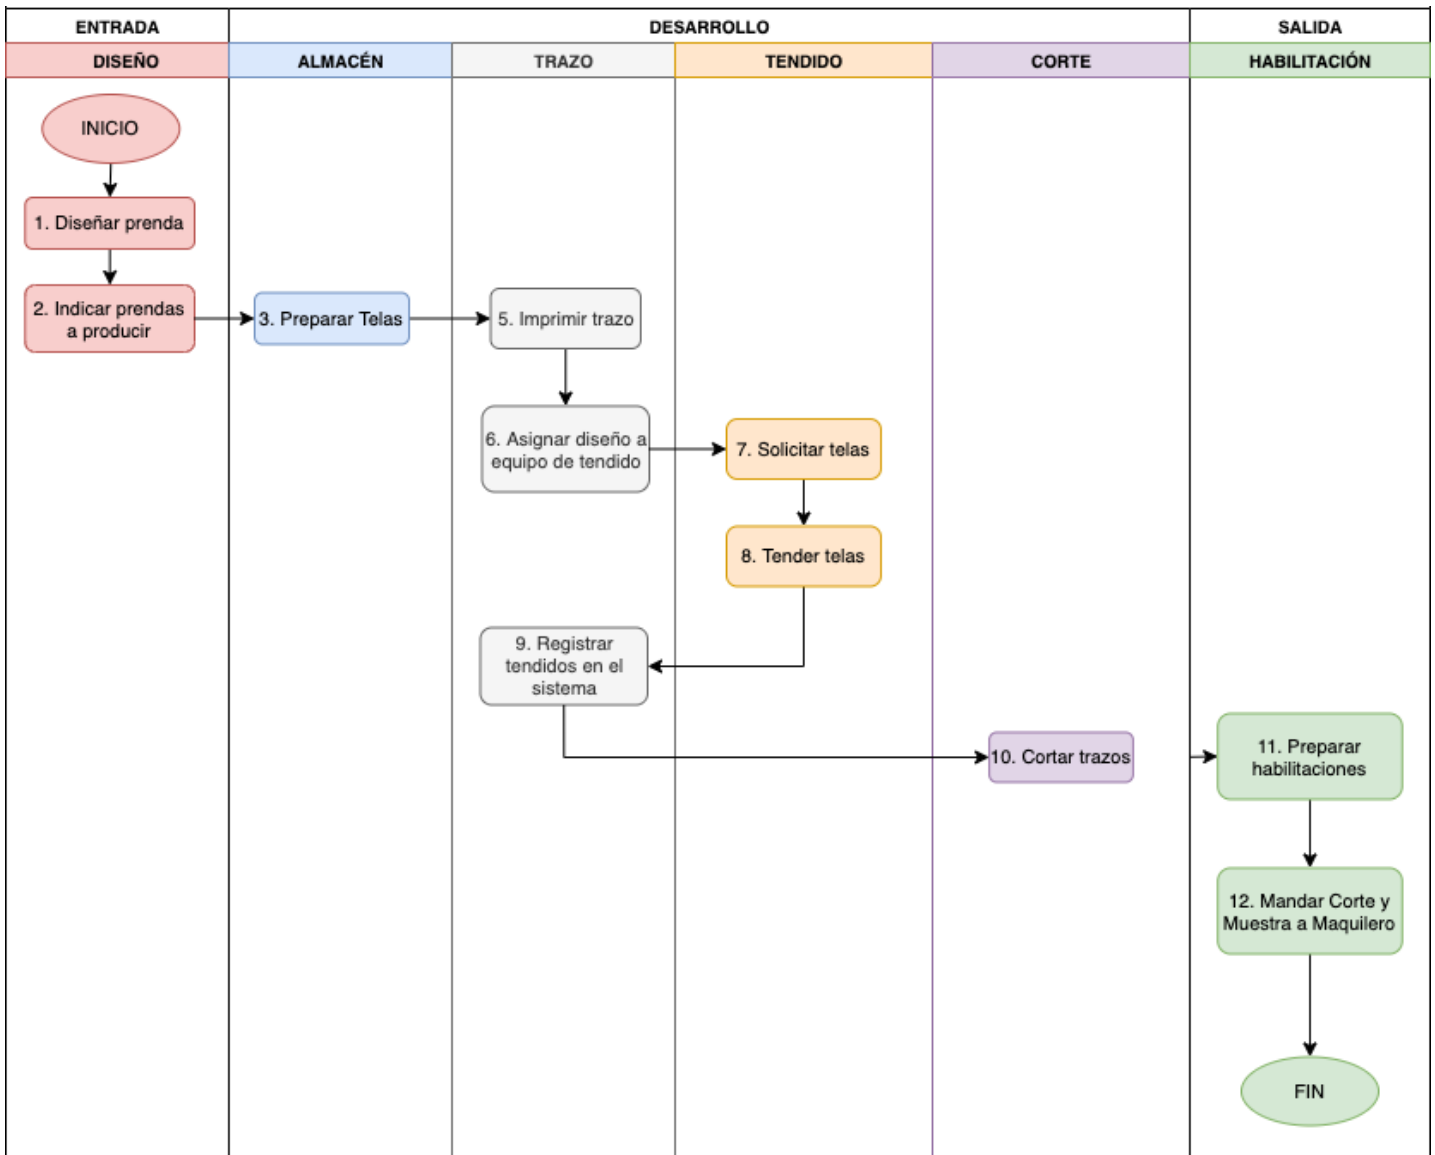 ENTRADA
DESARROLLO
SALIDA
DISEÑO
ALMACÉN
TRAZO
TENDIDO
CORTE
HABILITACIÓN
INICIO
1. Diseñar prenda
2. Indicar prendas
a producir
3. Preparar Telas
5. Imprimir trazo
6. Asignar diseño a
equipo de tendido
7. Solicitar telas
8. Tender telas
9. Registrar
tendidos en el
sistema
10. Cortar trazos
11. Preparar
habilitaciones
12. Mandar Corte y
Muestra a Maquilero
FIN